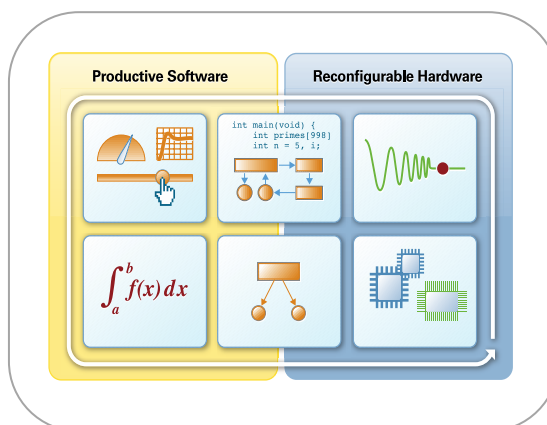 Productive Software
Reconfigurable Hardware
int main(void) {
int primes[998]
int n = 5, i;
∫ₐᵇ f(x)dx